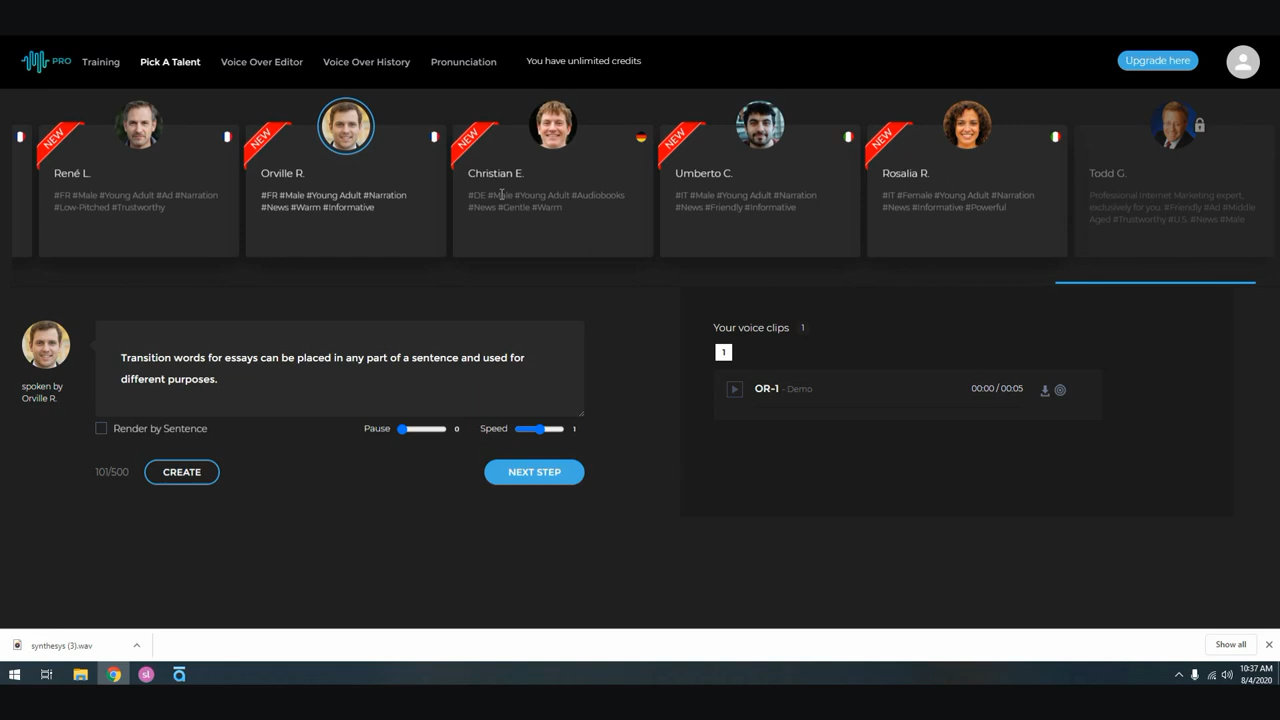 PRO Training Pick A Talent Voice Over Editor Voice Over History Pronunciation You have unlimited credits Upgrade here
NEW
NEW
NEW
NEW
NEW
René L.
#FR #Male #Young Adult #Ad #Narration
#Low-Pitched #Trustworthy
Orville R.
#FR #Male #Young Adult #Narration
#News #Warm #Informative
Christian E.
#DE #Male #Young Adult #Audiobooks
#News #Gentle #Warm
Umberto C.
#IT #Male #Young Adult #Narration
#News #Friendly #Informative
Rosalia R.
#IT #Female #Young Adult #Narration
#News #Informative #Powerful
Todd G.
Professional Internet Marketing expert,
exclusively for you. #Friendly #Ad #Middle
Aged #Trustworthy #U.S. #News #Male
spoken by
Orville R.
Transition words for essays can be placed in any part of a sentence and used for
different purposes.
Render by Sentence Pause 0 Speed 1
101/500 CREATE NEXT STEP
Your voice clips 1
1
OR-1 - Demo 00:00 / 00:05
synthesys (3).wav Show all
sl
10:37 AM
8/4/2020